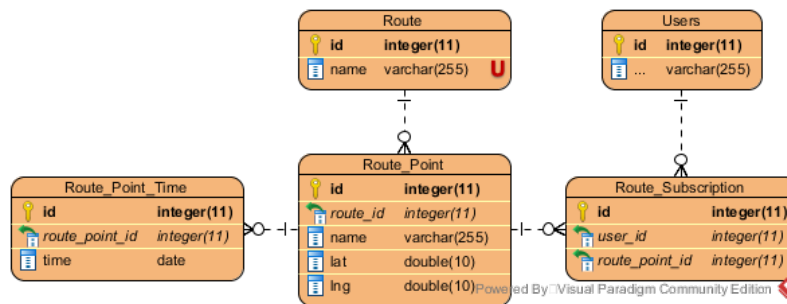 Route
id integer(11)
name varchar(255) U
Users
id integer(11)
... varchar(255)
Route_Point_Time
id integer(11)
route_point_id integer(11)
time date
Route_Point
id integer(11)
route_id integer(11)
name varchar(255)
lat double(10)
lng double(10)
Route_Subscription
id integer(11)
user_id integer(11)
route_point_id integer(11)
Powered By Visual Paradigm Community Edition